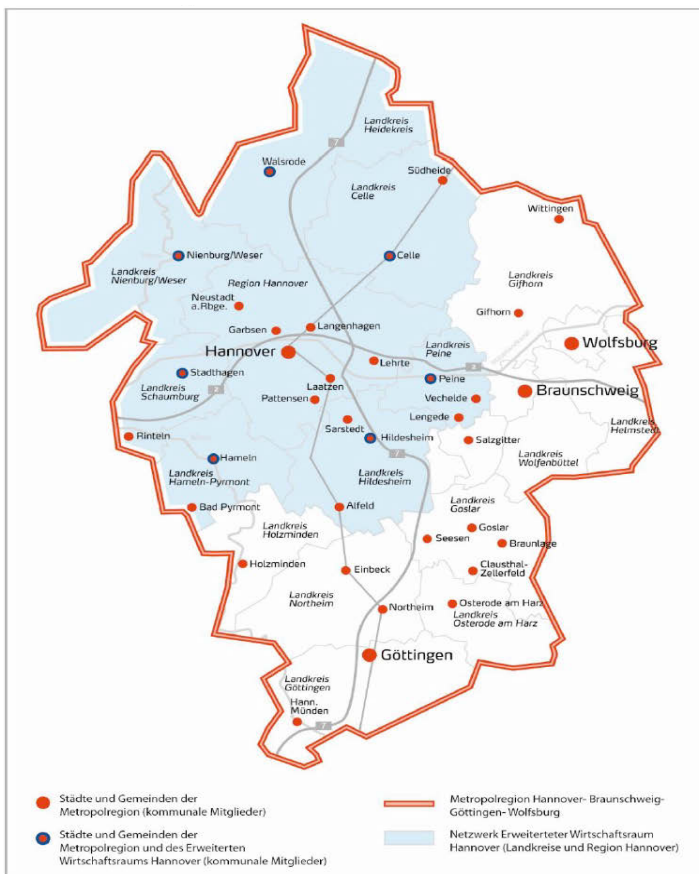 Landkreis
Heidekreis
Walsrode
Südheide
Landkreis
Celle
Wittingen
Nienburg/Weser
Celle
Landkreis
Nienburg/Weser
Region Hannover
Landkreis
Gifhorn
Neustadt
a.Rbge.
Gifhorn
Garbsen
Langenhagen
Landkreis
Peine
Wolfsburg
Hannover
Lehrte
Stadthagen
Laatzen
Peine
Landkreis
Schaumburg
Pattensen
Vechelde
Braunschweig
Sarstedt
Lengede
Landkreis
Helmstedt
Rinteln
Hildesheim
Salzgitter
Hameln
Landkreis
Wolfenbüttel
Landkreis
Hameln-Pyrmont
Landkreis
Hildesheim
7
2
2
7
7
Bad Pyrmont
Alfeld
Landkreis
Goslar
Landkreis
Holzminden
Goslar
Seesen
Braunlage
Holzminden
Einbeck
Clausthal-
Zellerfeld
Landkreis
Northeim
Northeim
Osterode am Harz
Landkreis
Osterode am Harz
Göttingen
Landkreis
Göttingen
Hann.
Münden
Städte und Gemeinden der
Metropolregion (kommunale Mitglieder)
Städte und Gemeinden der
Metropolregion und des Erweiterten
Wirtschaftsraums Hannover (kommunale Mitglieder)
Metropolregion Hannover- Braunschweig-
Göttingen- Wolfsburg
Netzwerk Erweiterteter Wirtschaftsraum
Hannover (Landkreise und Region Hannover)